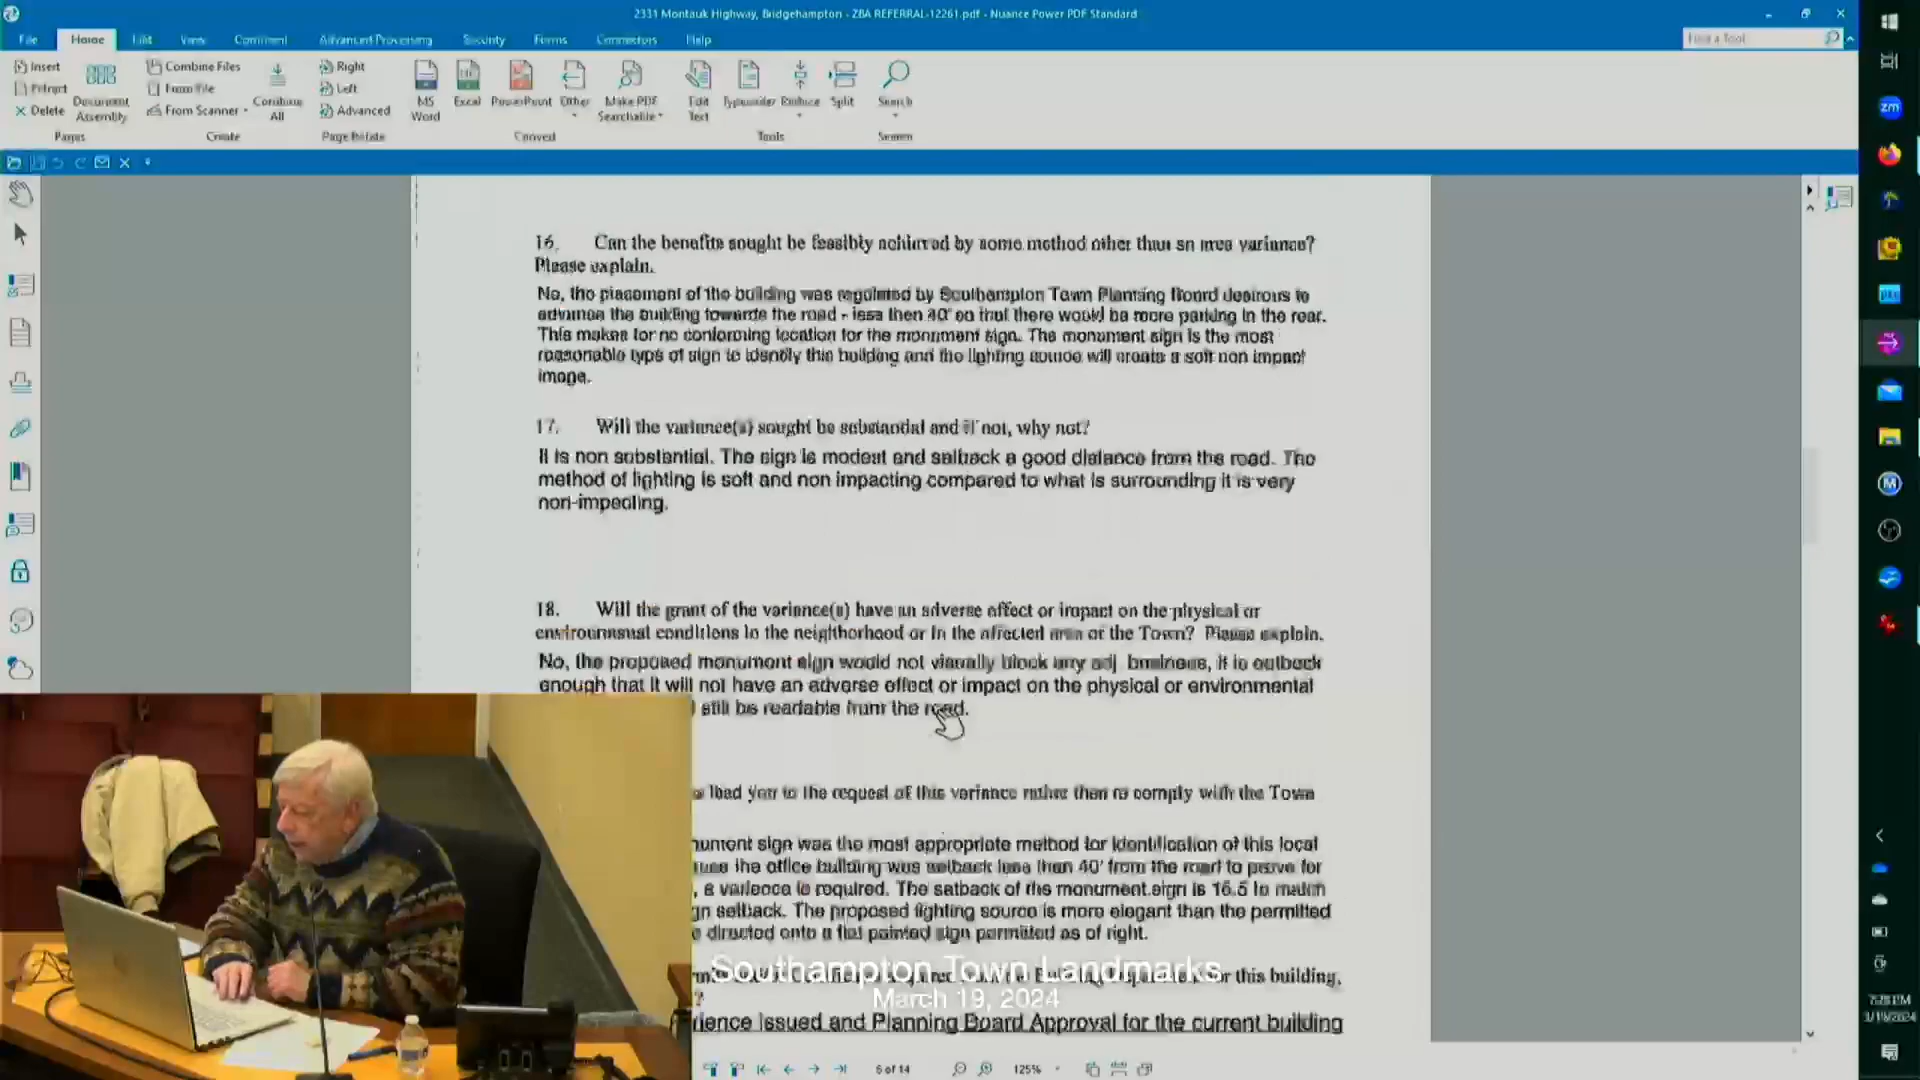 2331 Montauk Highway, Bridgehampton - ZBA REFERRAL-12261.pdf - Nuance Power PDF Standard
File Home Edit View Comment Advanced Processing Security Forms Connectors Help
Find a Tool
Insert
Extract
Delete
Pages
Document
Assembly
Combine Files
From File
From Scanner
Combine
All
Create
Right
Left
Advanced
Page Rotate
MS
Word
Excel
PowerPoint
Other
Make PDF
Searchable
Convert
Edit
Text
Typewriter
Reduce
Split
Tools
Search
Search
16. Can the benefits sought be feasibly achieved by some method other than an area variance?
Please explain.
No, the placement of the building was regulated by Southampton Town Planning Board desirous to
advance the building towards the road - less then 40' so that there would be more parking in the rear.
This makes for no conforming location for the monument sign. The monument sign is the most
reasonable type of sign to identify this building and the lighting source will create a soft non impact
image.
17. Will the variance(s) sought be substantial and if not, why not?
It is non substantial. The sign is modest and setback a good distance from the road. The
method of lighting is soft and non impacting compared to what is surrounding it is very
non-impeding.
18. Will the grant of the variance(s) have an adverse effect or impact on the physical or
environmental conditions in the neighborhood or in the affected area of the Town? Please explain.
No, the proposed monument sign would not visually block any adj. business, it is setback
enough that it will not have an adverse effect or impact on the physical or environmental
still be readable from the road.
lead you to the request of this variance rather than to comply with the Town
sign was the most appropriate method for identification of this local
the office building was setback less than 40' from the road to for
, a variance is required. The setback of the monument sign is 16.5 to match
setback. The proposed lighting source is more elegant than the permitted
directed onto a flat painted sign permitted as of right.
for this building,
?
Issued and Planning Board Approval for the current building
Southampton Town Landmarks
March 19, 2024
6 of 14
125%
zm
3/19/2024